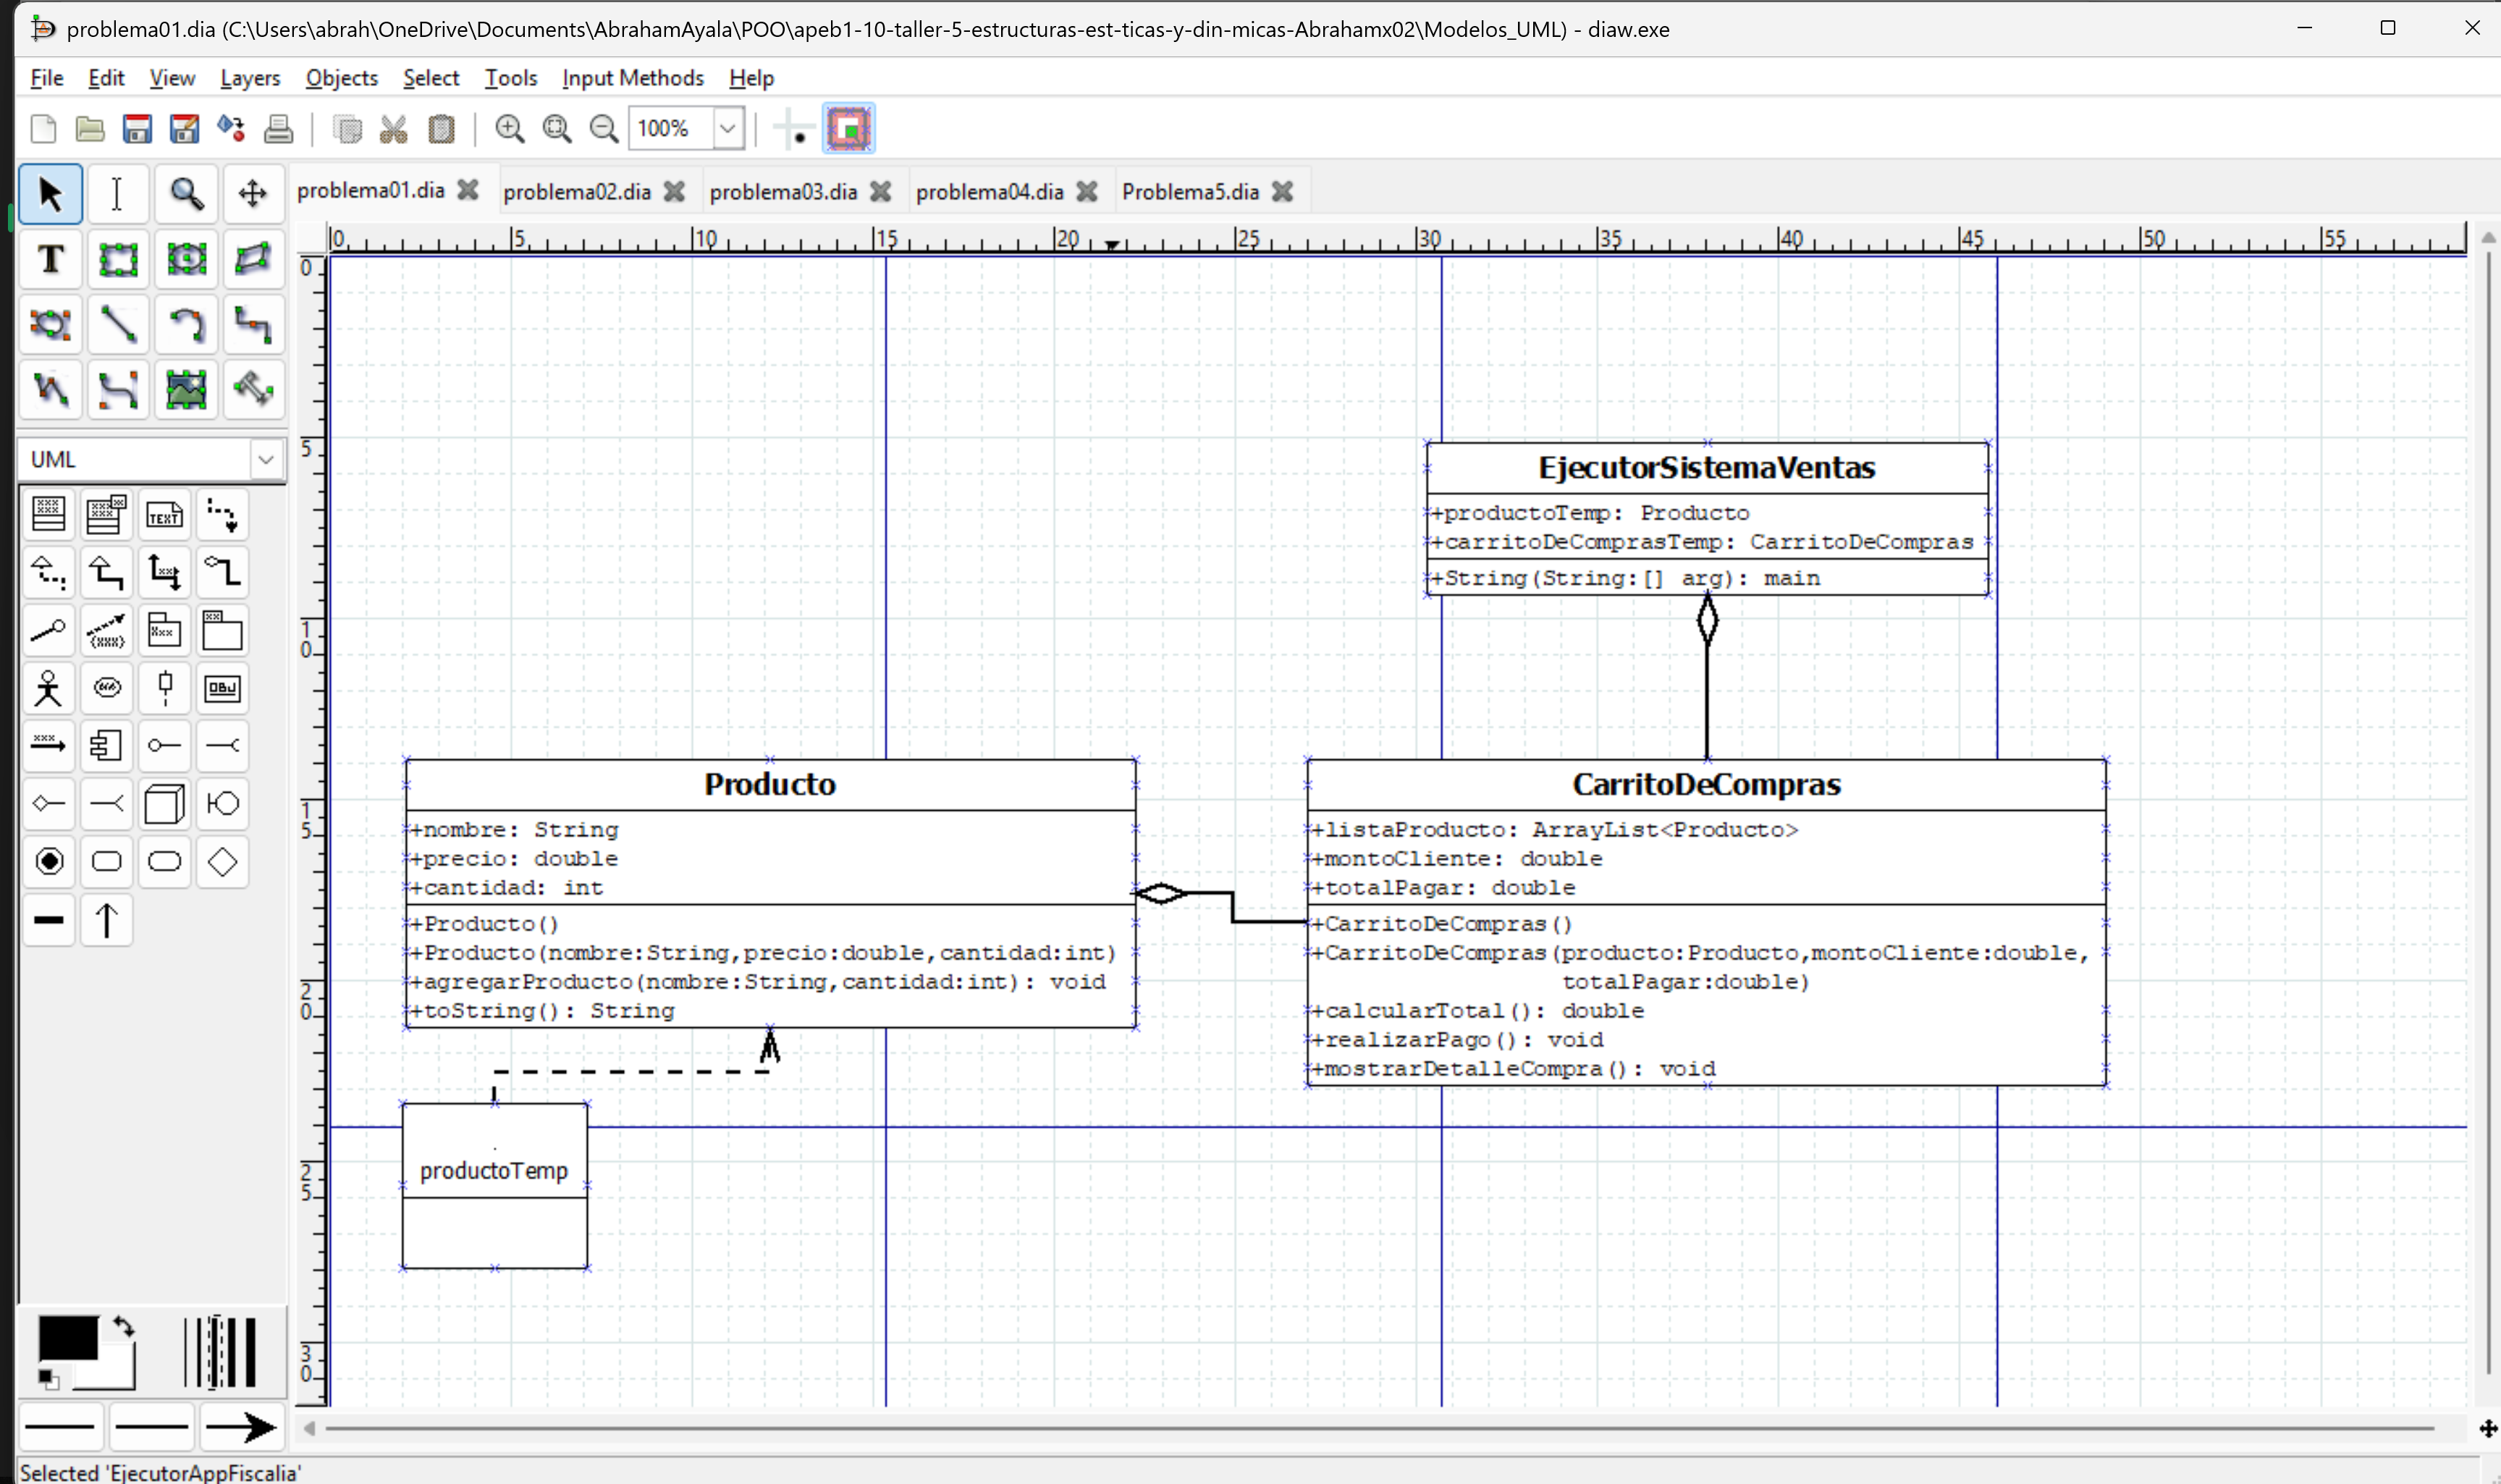 problema01.dia (C:\Users\abrah\OneDrive\Documents\AbrahamAyala\POO\apeb1-10-taller-5-estructuras-est-ticas-y-din-micas-Abrahamx02\Modelos_UML) - diaw.exe
File Edit View Layers Objects Select Tools Input Methods Help
100%
problema01.dia problema02.dia problema03.dia problema04.dia Problema5.dia
0 5 10 15 20 25 30 35 40 45 50 55
T
UML
TEXT
OBJ
0
5
10
15
20
25
30
EjecutorSistemaVentas
+productoTemp: Producto
+carritoDeComprasTemp: CarritoDeCompras
+String(String:[] arg): main
Producto
+nombre: String
+precio: double
+cantidad: int
+Producto()
+Producto(nombre:String,precio:double,cantidad:int)
+agregarProducto(nombre:String,cantidad:int): void
+toString(): String
CarritoDeCompras
+listaProducto: ArrayList<Producto>
+montoCliente: double
+totalPagar: double
+CarritoDeCompras()
+CarritoDeCompras(producto:Producto,montoCliente:double,
totalPagar:double)
+calcularTotal(): double
+realizarPago(): void
+mostrarDetalleCompra(): void
productoTemp
Selected 'EjecutorAppFiscalia'